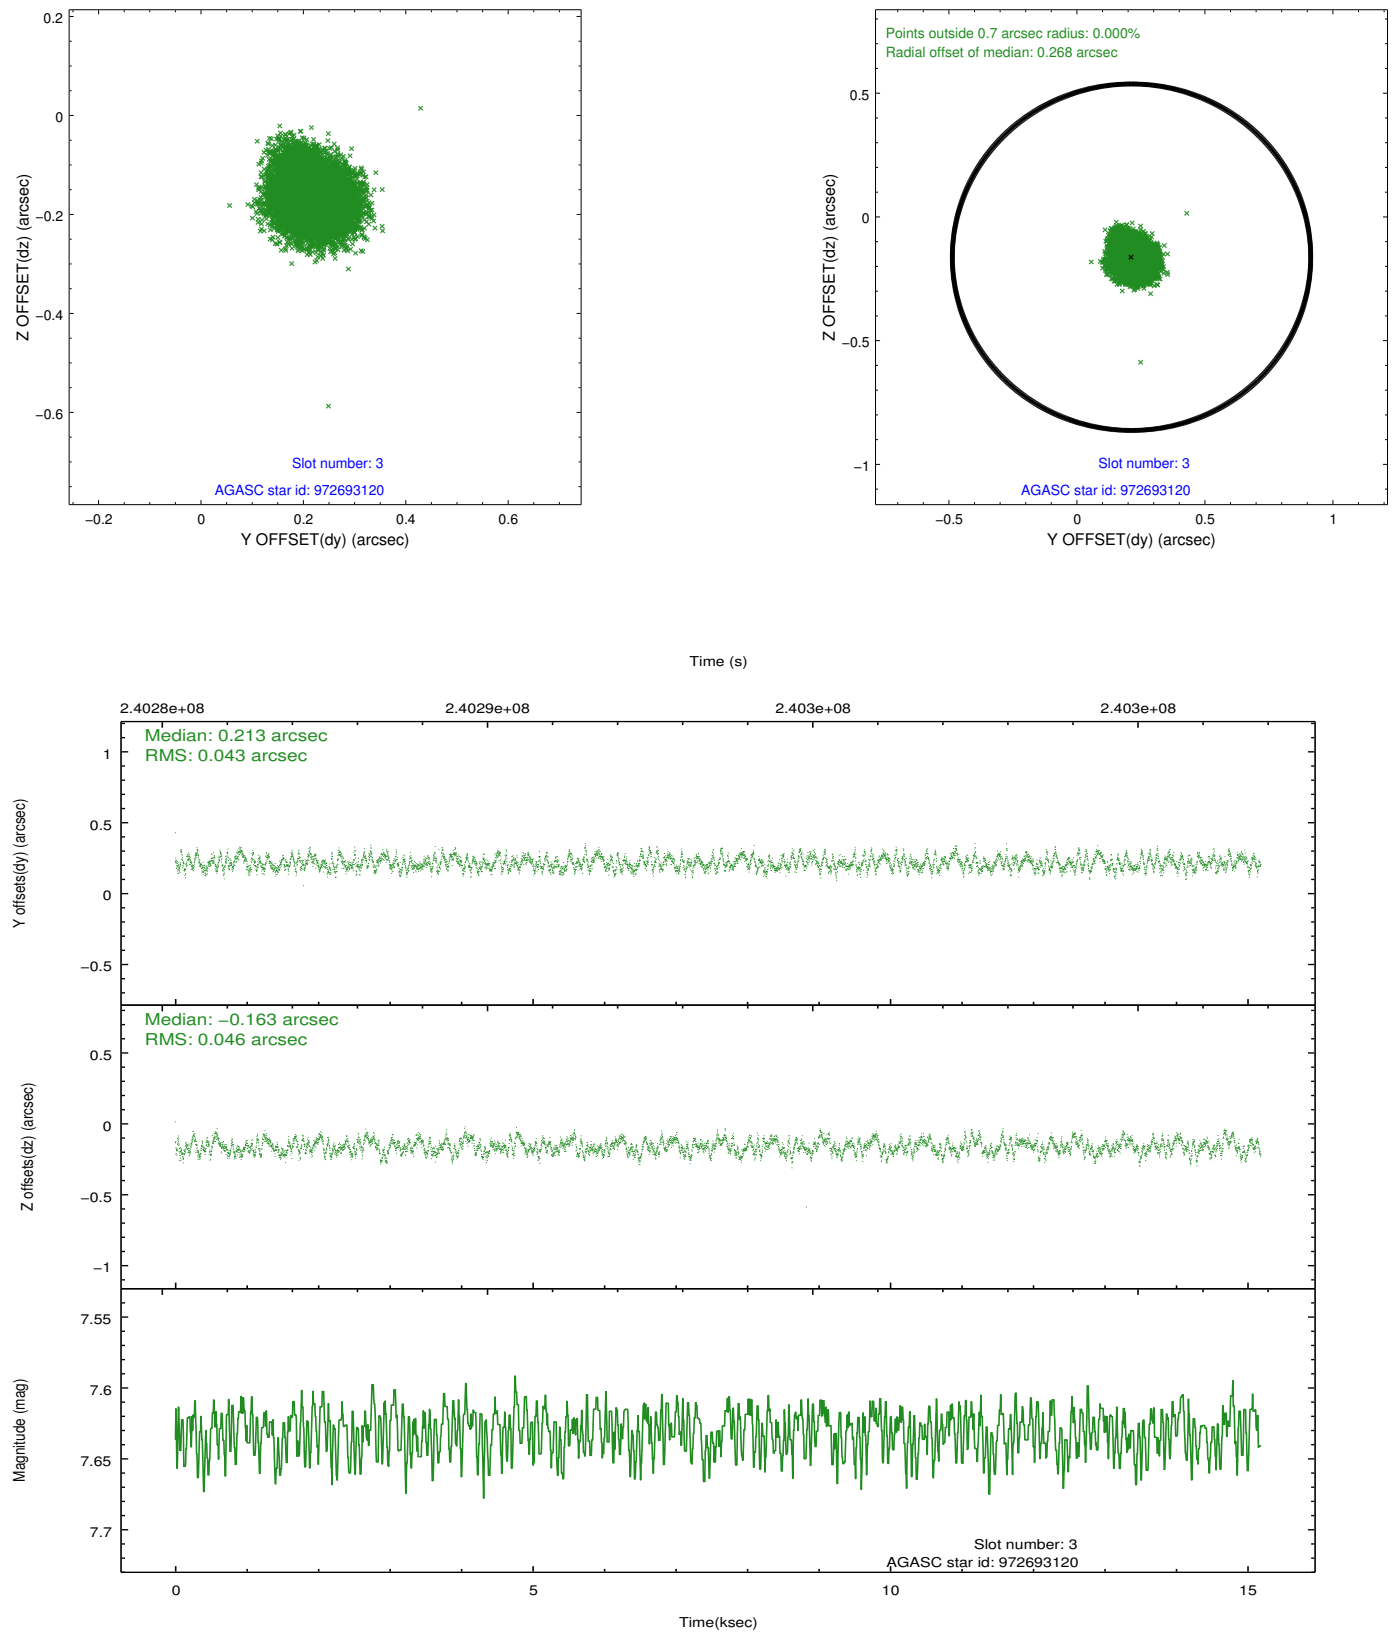 0.2
0
−0.2
−0.4
−0.6
Z OFFSET(dz) (arcsec)
Slot number: 3
AGASC star id: 972693120
−0.2
0
0.2
0.4
0.6
Y OFFSET(dy) (arcsec)
Points outside 0.7 arcsec radius: 0.000%
Radial offset of median: 0.268 arcsec
0.5
0
−0.5
−1
Z OFFSET(dz) (arcsec)
Slot number: 3
AGASC star id: 972693120
−0.5
0
0.5
1
Y OFFSET(dy) (arcsec)
Time (s)
2.4028e+08
2.4029e+08
2.403e+08
2.403e+08
Median: 0.213 arcsec
RMS: 0.043 arcsec
1
0.5
0
−0.5
Y offsets(dy) (arcsec)
Median: −0.163 arcsec
RMS: 0.046 arcsec
0.5
0
−0.5
−1
Z offsets(dz) (arcsec)
7.55
7.6
7.65
7.7
Magnitude (mag)
Slot number: 3
AGASC star id: 972693120
0
5
10
15
Time(ksec)